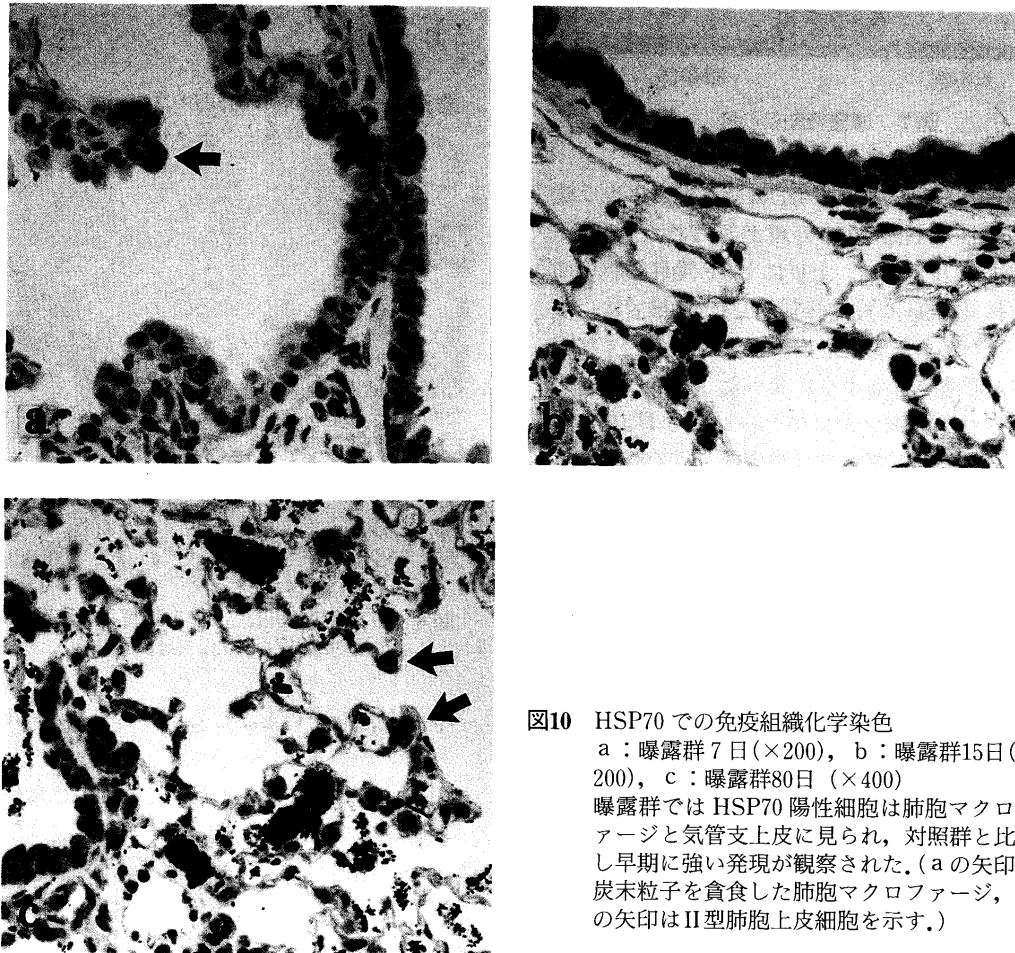 a
b
c
図10 HSP70 での免疫組織化学染色
a：曝露群7日(×200)，b：曝露群15日(
200)，c：曝露群80日 (×400)
曝露群では HSP70 陽性細胞は肺胞マクロ
ァージと気管支上皮に見られ，対照群と比
し早期に強い発現が観察された．(a の矢印
炭末粒子を貪食した肺胞マクロファージ，
の矢印はII型肺胞上皮細胞を示す．)